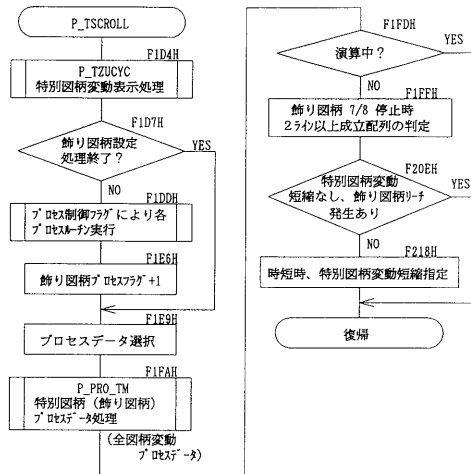 P_TSCROLL
F1D4H
P_TZUCYC
特別図柄変動表示処理
F1D7H
飾り図柄設定
処理終了？
YES
NO
F1DDH
プロセス制御フラグにより各
プロセスルーチン実行
F1E6H
飾り図柄プロセスフラグ+1
F1E9H
プロセスデータ選択
F1FAH
P_PRO_TM
特別図柄（飾り図柄）
プロセスデータ処理
(全図柄変動
プロセスデータ)
F1FDH
演算中？
YES
NO
F1FFH
飾り図柄 7/8 停止時
2ライン以上成立配列の判定
F20EH
特別図柄変動
短縮なし、飾り図柄リーチ
発生あり
YES
NO
F218H
時短時、特別図柄変動短縮指定
復帰